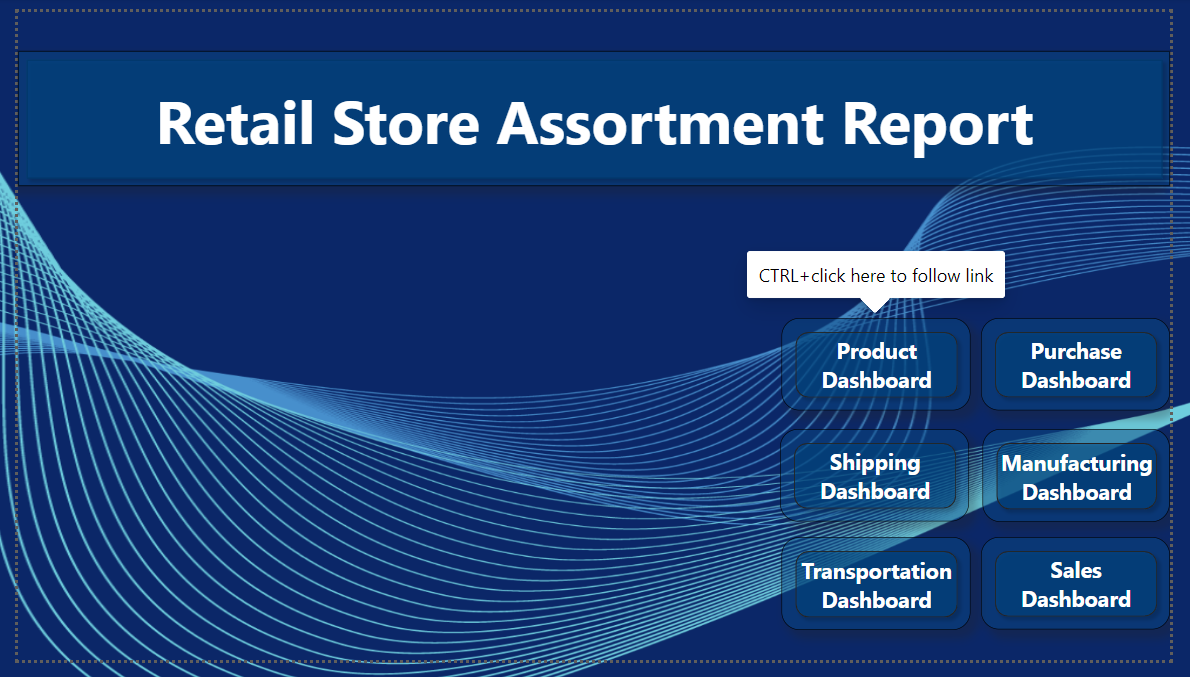 Retail Store Assortment Report
CTRL+click here to follow link
Product
Dashboard
Purchase
Dashboard
Shipping
Dashboard
Manufacturing
Dashboard
Transportation
Dashboard
Sales
Dashboard